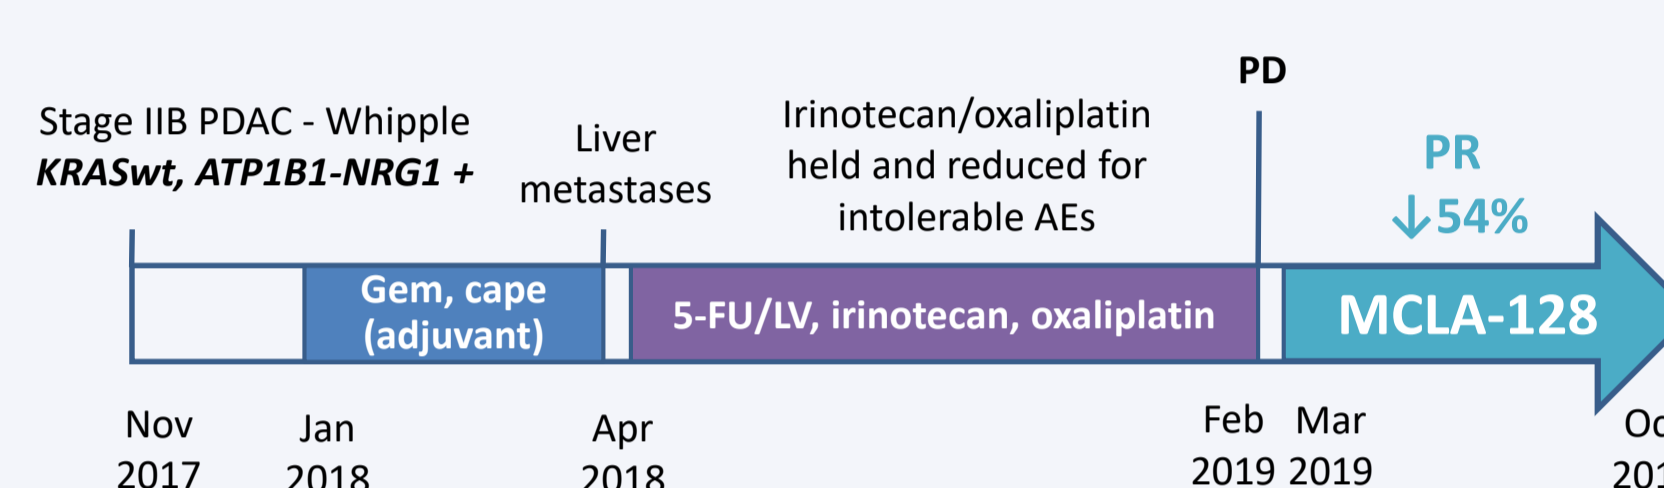 PD
Stage IIB PDAC - Whipple
KRASwt, ATP1B1-NRG1 +
Liver
metastases
Irinotecan/oxaliplatin
held and reduced for
intolerable AEs
PR
↓54%
Gem, cape
(adjuvant)
5-FU/LV, irinotecan, oxaliplatin
MCLA-128
Nov
2017
Jan
2018
Apr
2018
Feb
2019
Mar
2019